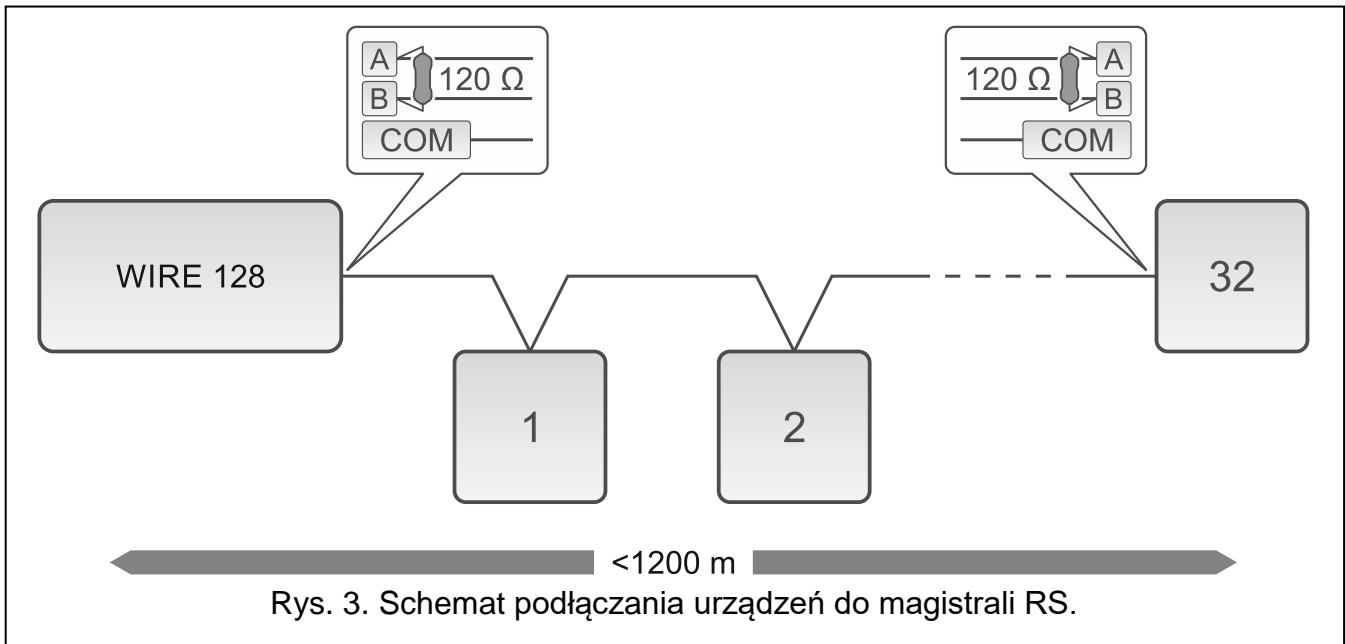 A
120 Ω
B
COM
120 Ω
A
B
COM
WIRE 128
32
1
2
<1200 m
Rys. 3. Schemat podłączania urządzeń do magistrali RS.